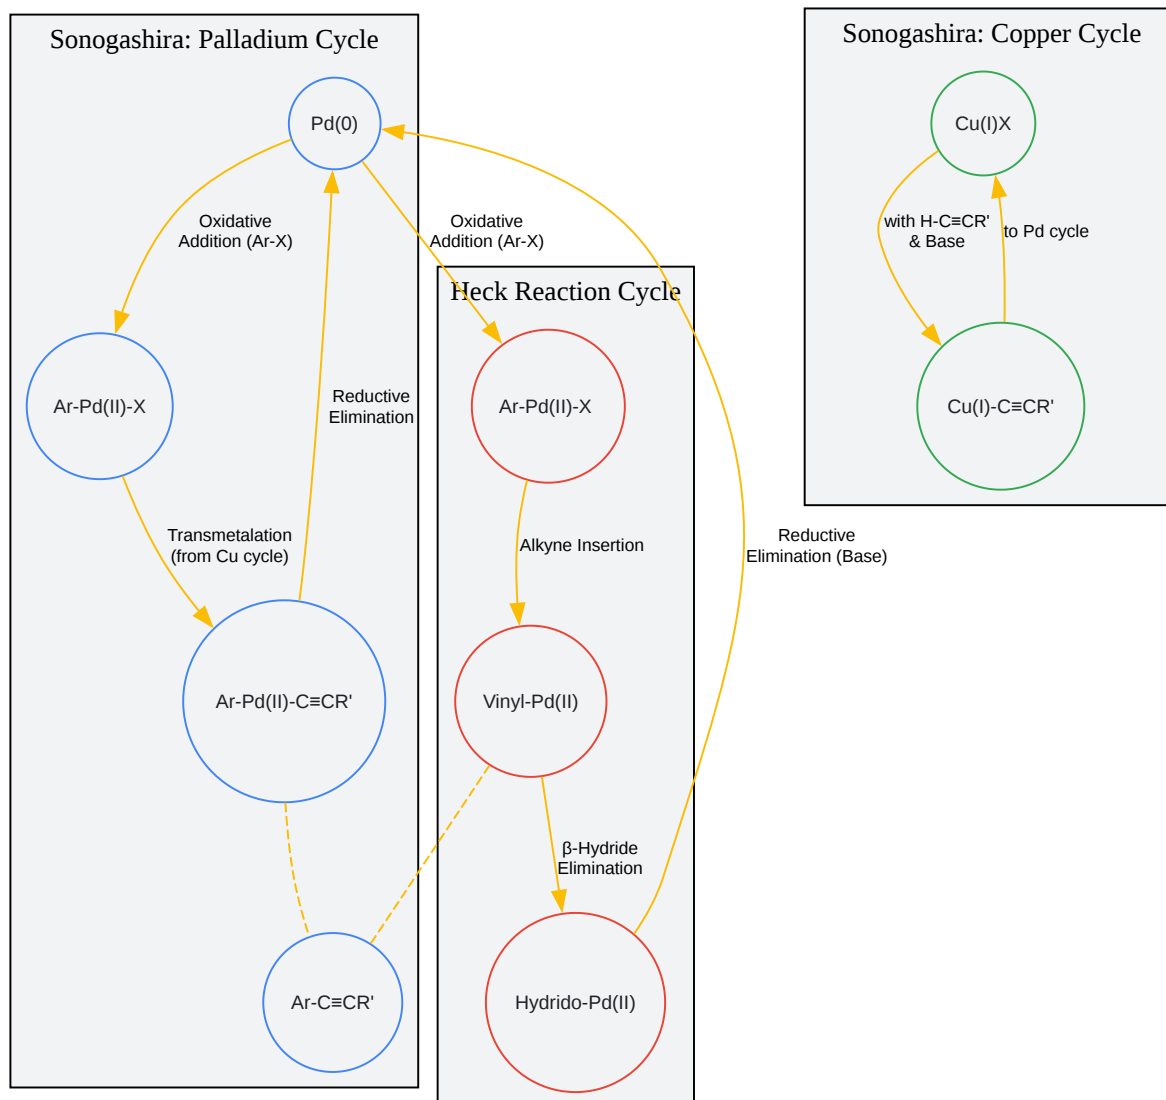 Sonogashira: Palladium Cycle
Pd(0)
Oxidative
Addition (Ar-X)
Ar-Pd(II)-X
Reductive
Elimination
Transmetalation
(from Cu cycle)
Ar-Pd(II)-C≡CR'
Ar-C≡CR'
Oxidative
Addition (Ar-X)
Heck Reaction Cycle
Ar-Pd(II)-X
Alkyne Insertion
Vinyl-Pd(II)
β-Hydride
Elimination
Hydrido-Pd(II)
Reductive
Elimination (Base)
Sonogashira: Copper Cycle
Cu(I)X
with H-C≡CR'
& Base
to Pd cycle
Cu(I)-C≡CR'